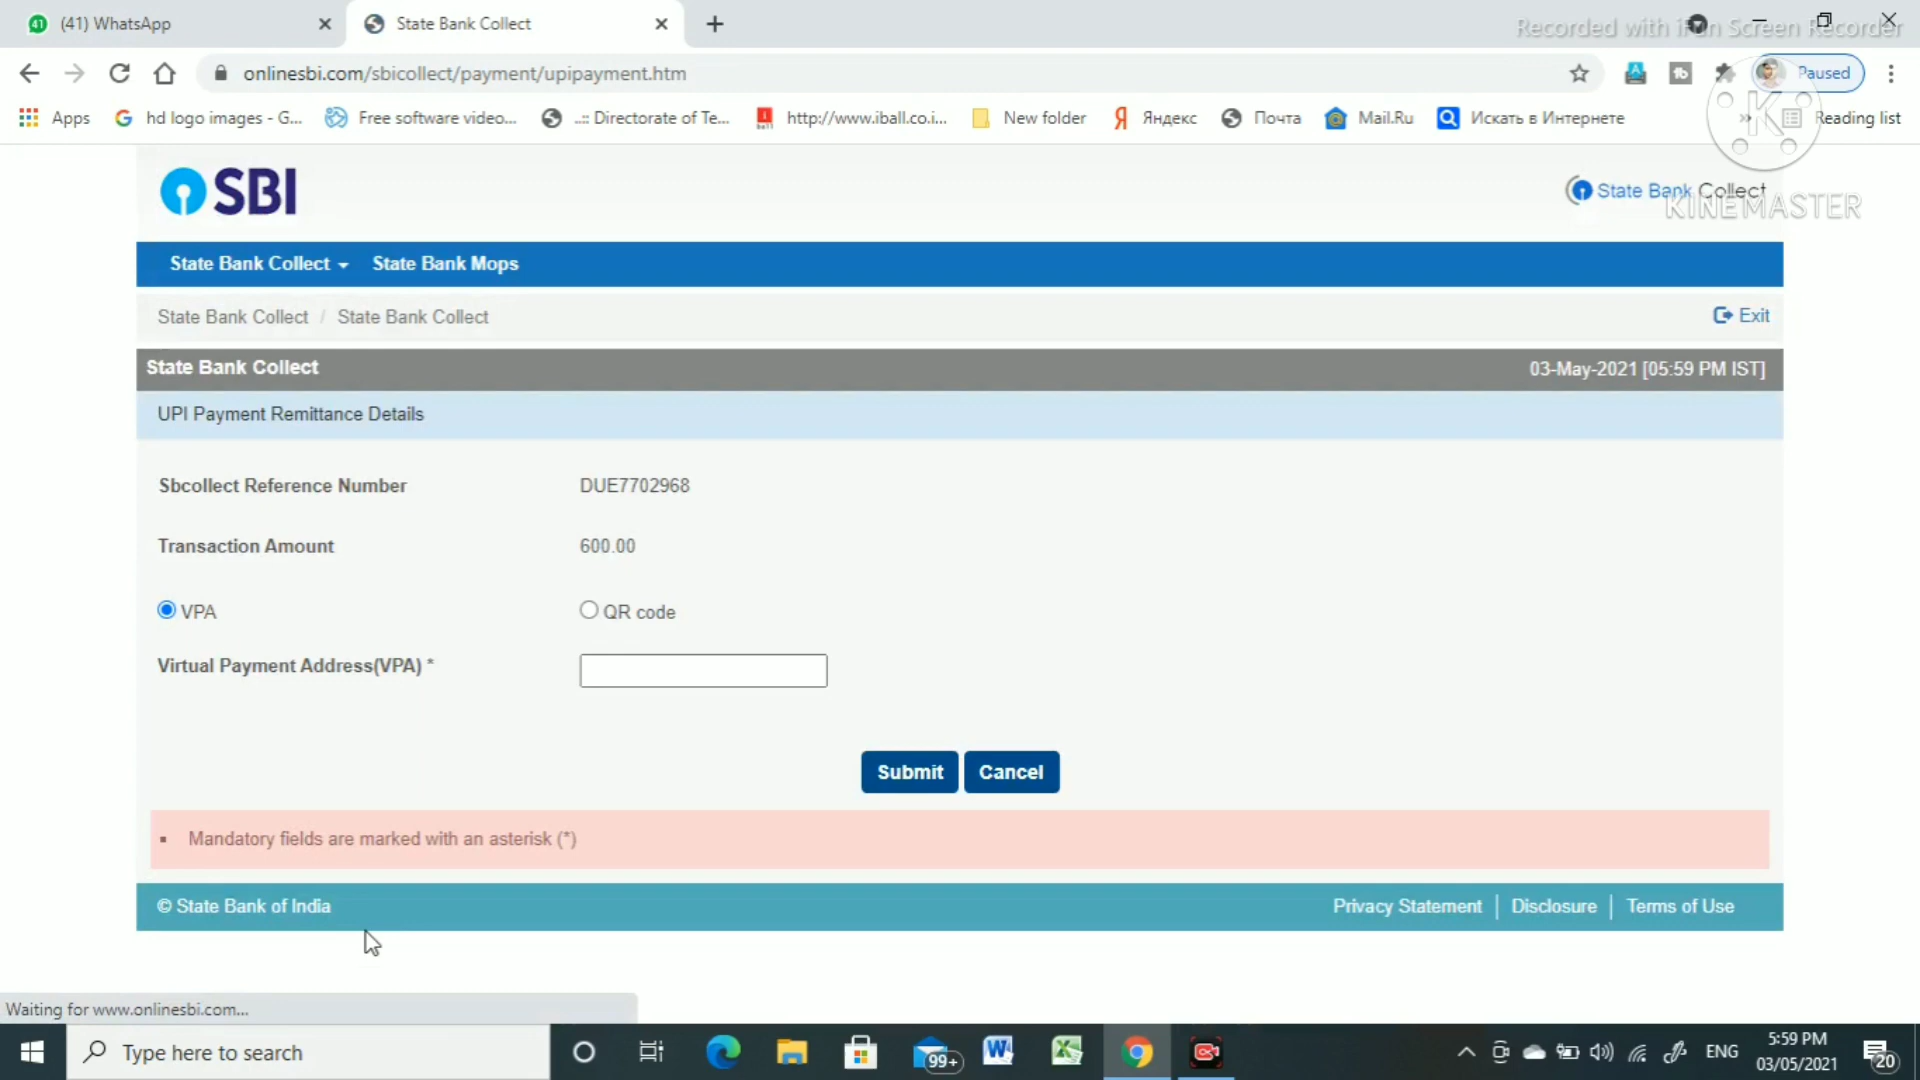 (41) WhatsApp
State Bank Collect
Recorded with iFun Screen Recorder
onlinesbi.com/sbicollect/payment/upipayment.htm
Paused
Apps
hd logo images - G...
Free software video...
..:: Directorate of Te...
http://www.iball.co.i...
New folder
Яндекс
Почта
Mail.Ru
Искать в Интернете
Reading list
SBI
State Bank Collect
KINEMASTER
State Bank Collect
State Bank Mops
State Bank Collect / State Bank Collect
Exit
State Bank Collect
03-May-2021 [05:59 PM IST]
UPI Payment Remittance Details
Sbcollect Reference Number
DUE7702968
Transaction Amount
600.00
VPA
QR code
Virtual Payment Address(VPA) *
Submit
Cancel
Mandatory fields are marked with an asterisk (*)
© State Bank of India
Privacy Statement | Disclosure | Terms of Use
Waiting for www.onlinesbi.com...
Type here to search
99+
ENG
5:59 PM
03/05/2021
20